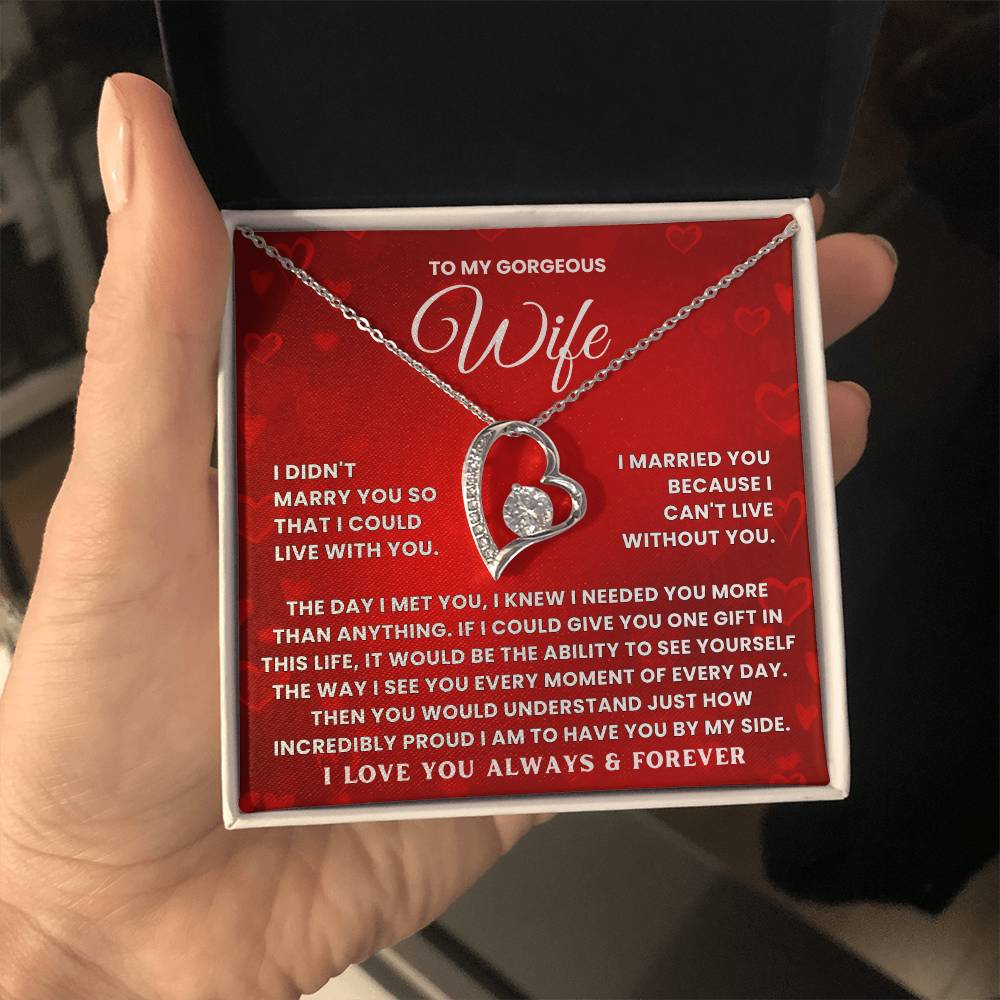 TO MY GORGEOUS
Wife
I DIDN'T
MARRY YOU SO
THAT I COULD
LIVE WITH YOU.
I MARRIED YOU
BECAUSE I
CAN'T LIVE
WITHOUT YOU.
THE DAY I MET YOU, I KNEW I NEEDED YOU MORE
THAN ANYTHING. IF I COULD GIVE YOU ONE GIFT IN
THIS LIFE, IT WOULD BE THE ABILITY TO SEE YOURSELF
THE WAY I SEE YOU EVERY MOMENT OF EVERY DAY.
THEN YOU WOULD UNDERSTAND JUST HOW
INCREDIBLY PROUD I AM TO HAVE YOU BY MY SIDE.
I LOVE YOU ALWAYS & FOREVER